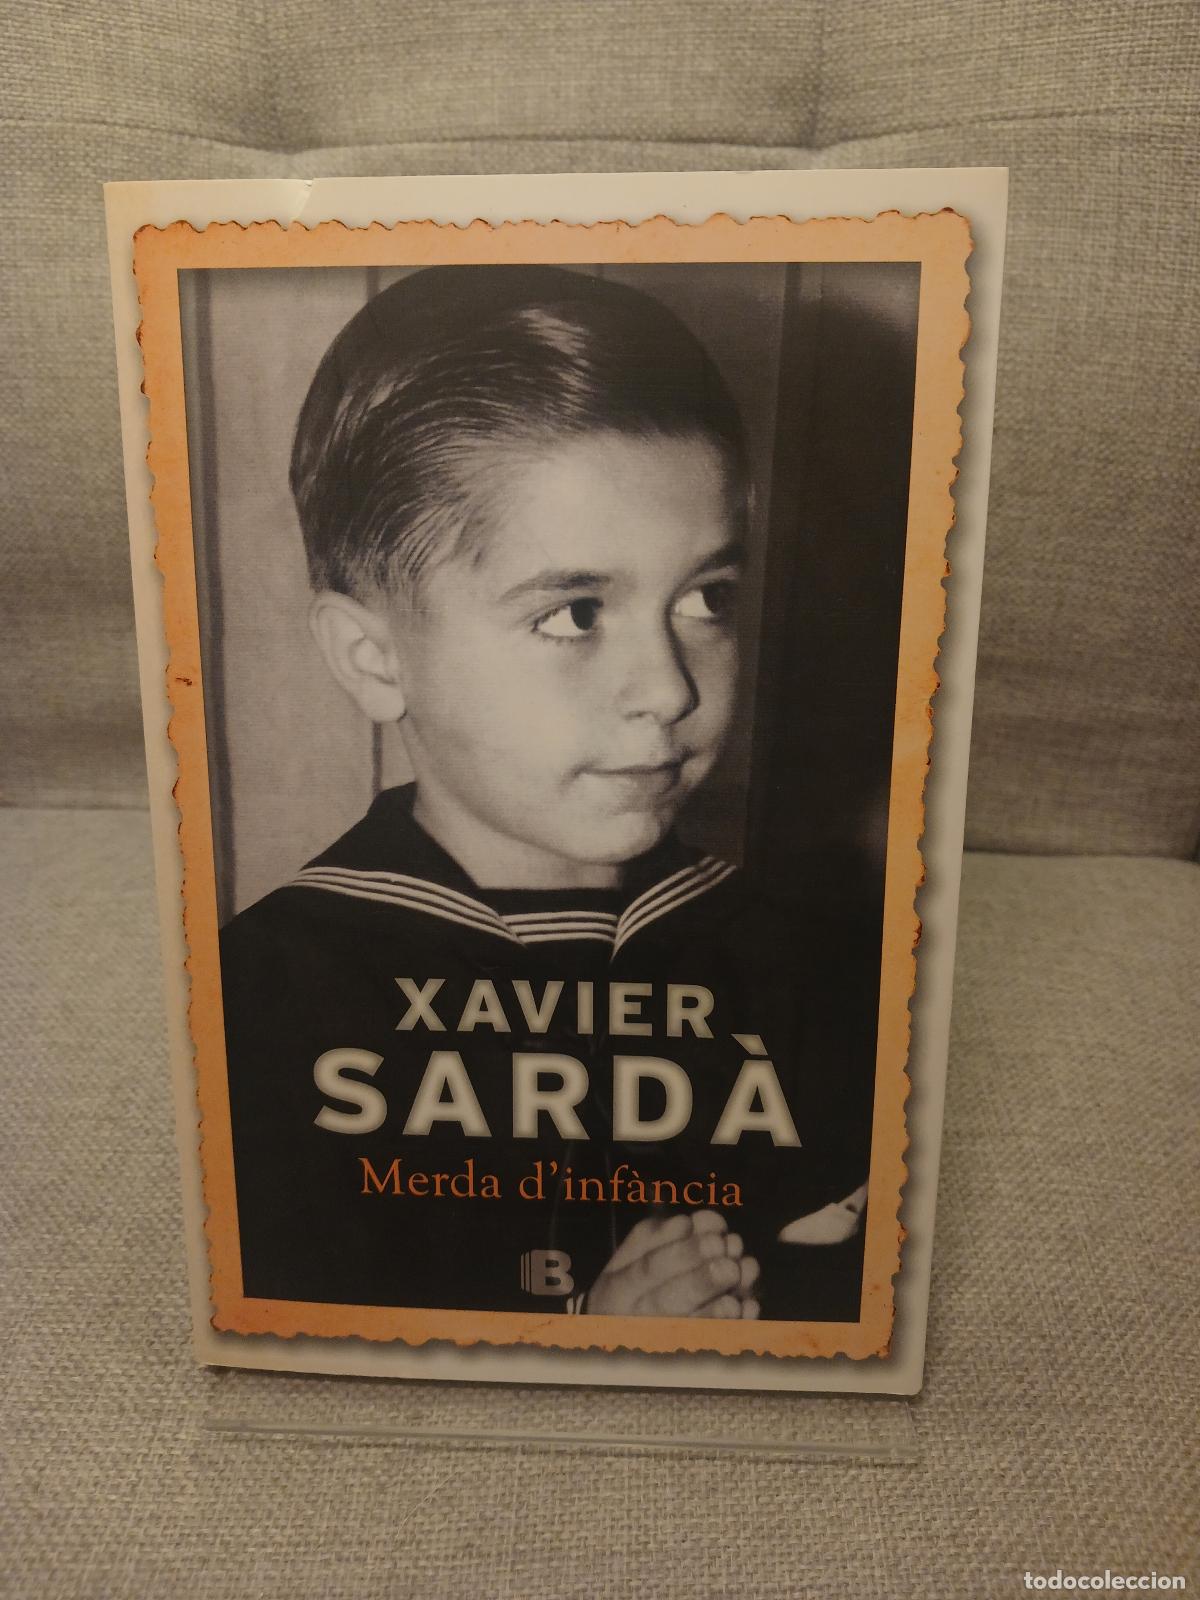 XAVIER
SARDÀ
Merda d'infància
B
todocoleccion